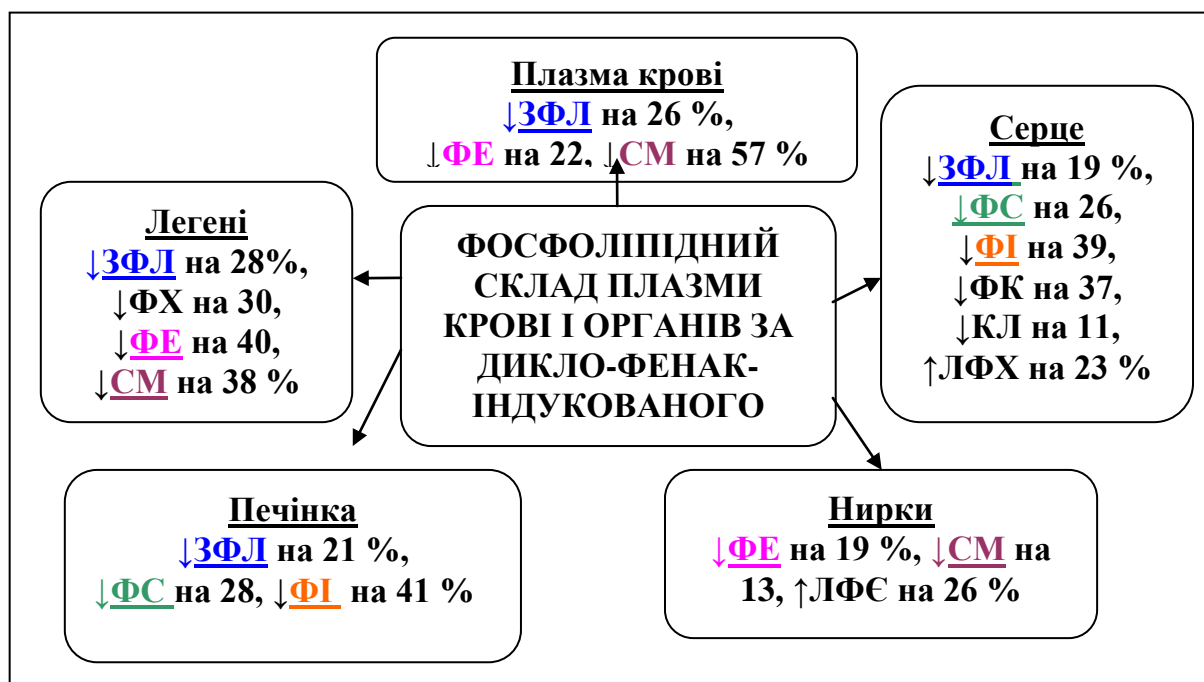 Плазма крові
↓ЗФЛ на 26 %,
↓ФЕ на 22, ↓СМ на 57 %
Легені
↓ЗФЛ на 28%,
↓ФХ на 30,
↓ФЕ на 40,
↓СМ на 38 %
ФОСФОЛІПІДНИЙ
СКЛАД ПЛАЗМИ
КРОВІ І ОРГАНІВ ЗА
ДИКЛО-ФЕНАК-
ІНДУКОВАНОГО
Серце
↓ЗФЛ на 19 %,
↓ФС на 26,
↓ФІ на 39,
↓ФК на 37,
↓КЛ на 11,
↑ЛФХ на 23 %
Печінка
↓ЗФЛ на 21 %,
↓ФС на 28, ↓ФІ на 41 %
Нирки
↓ФЕ на 19 %, ↓СМ на
13, ↑ЛФЄ на 26 %